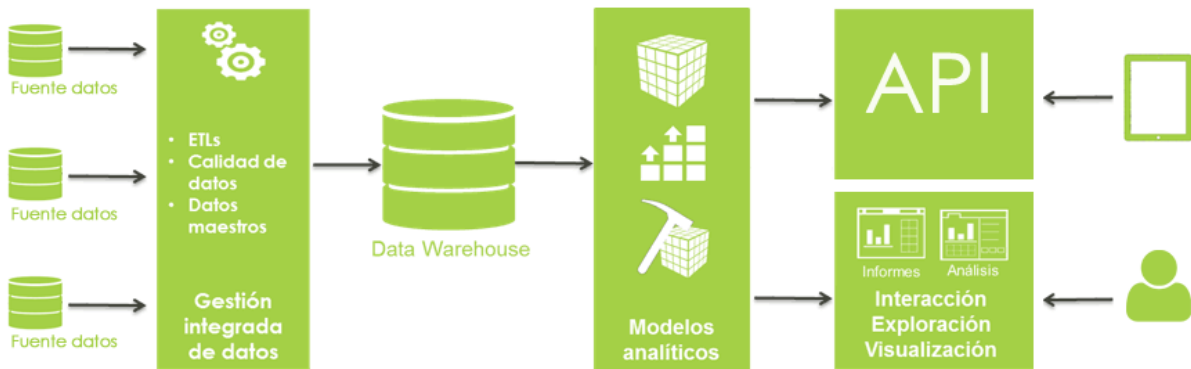 Fuente datos
Fuente datos
Fuente datos
• ETLs
• Calidad de
datos
• Datos
maestros
Gestión
integrada
de datos
Data Warehouse
Modelos
analíticos
API
Informes
Análisis
Interacción
Exploración
Visualización